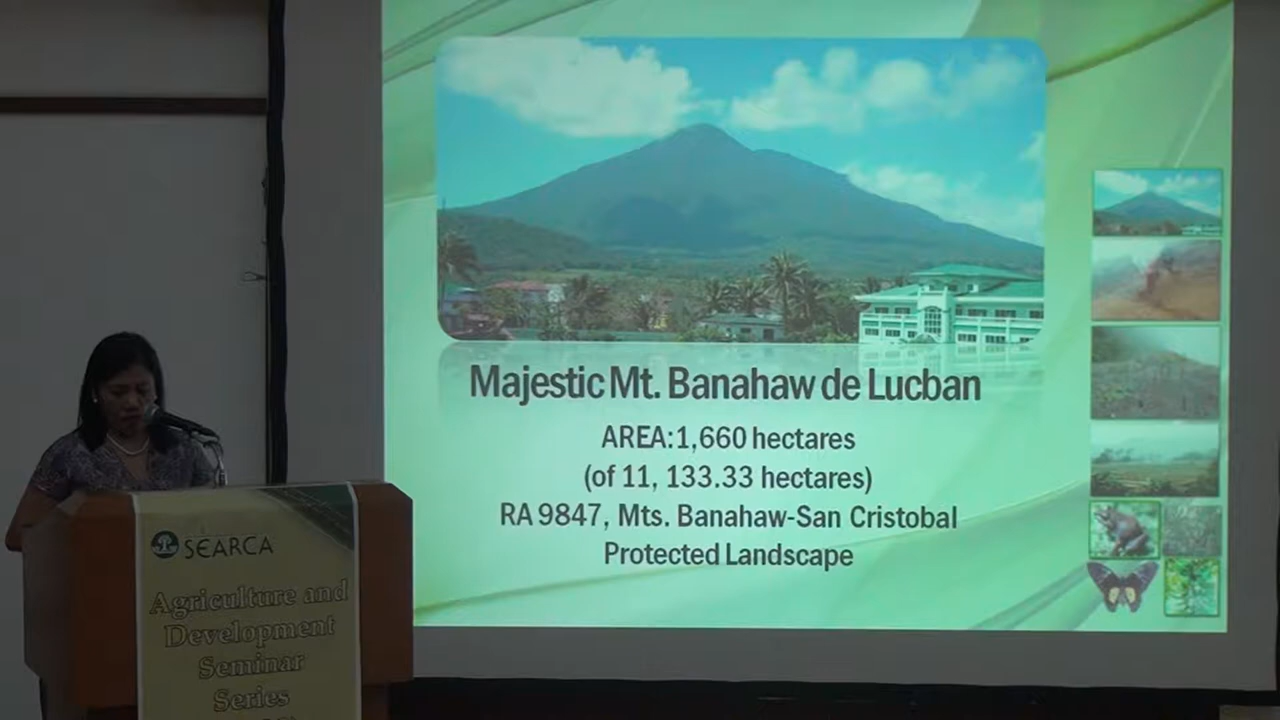 Majestic Mt. Banahaw de Lucban
AREA:1,660 hectares
(of 11, 133.33 hectares)
RA 9847, Mts. Banahaw-San Cristobal
Protected Landscape
SEARCA
Agriculture and
Development
Seminar
Series